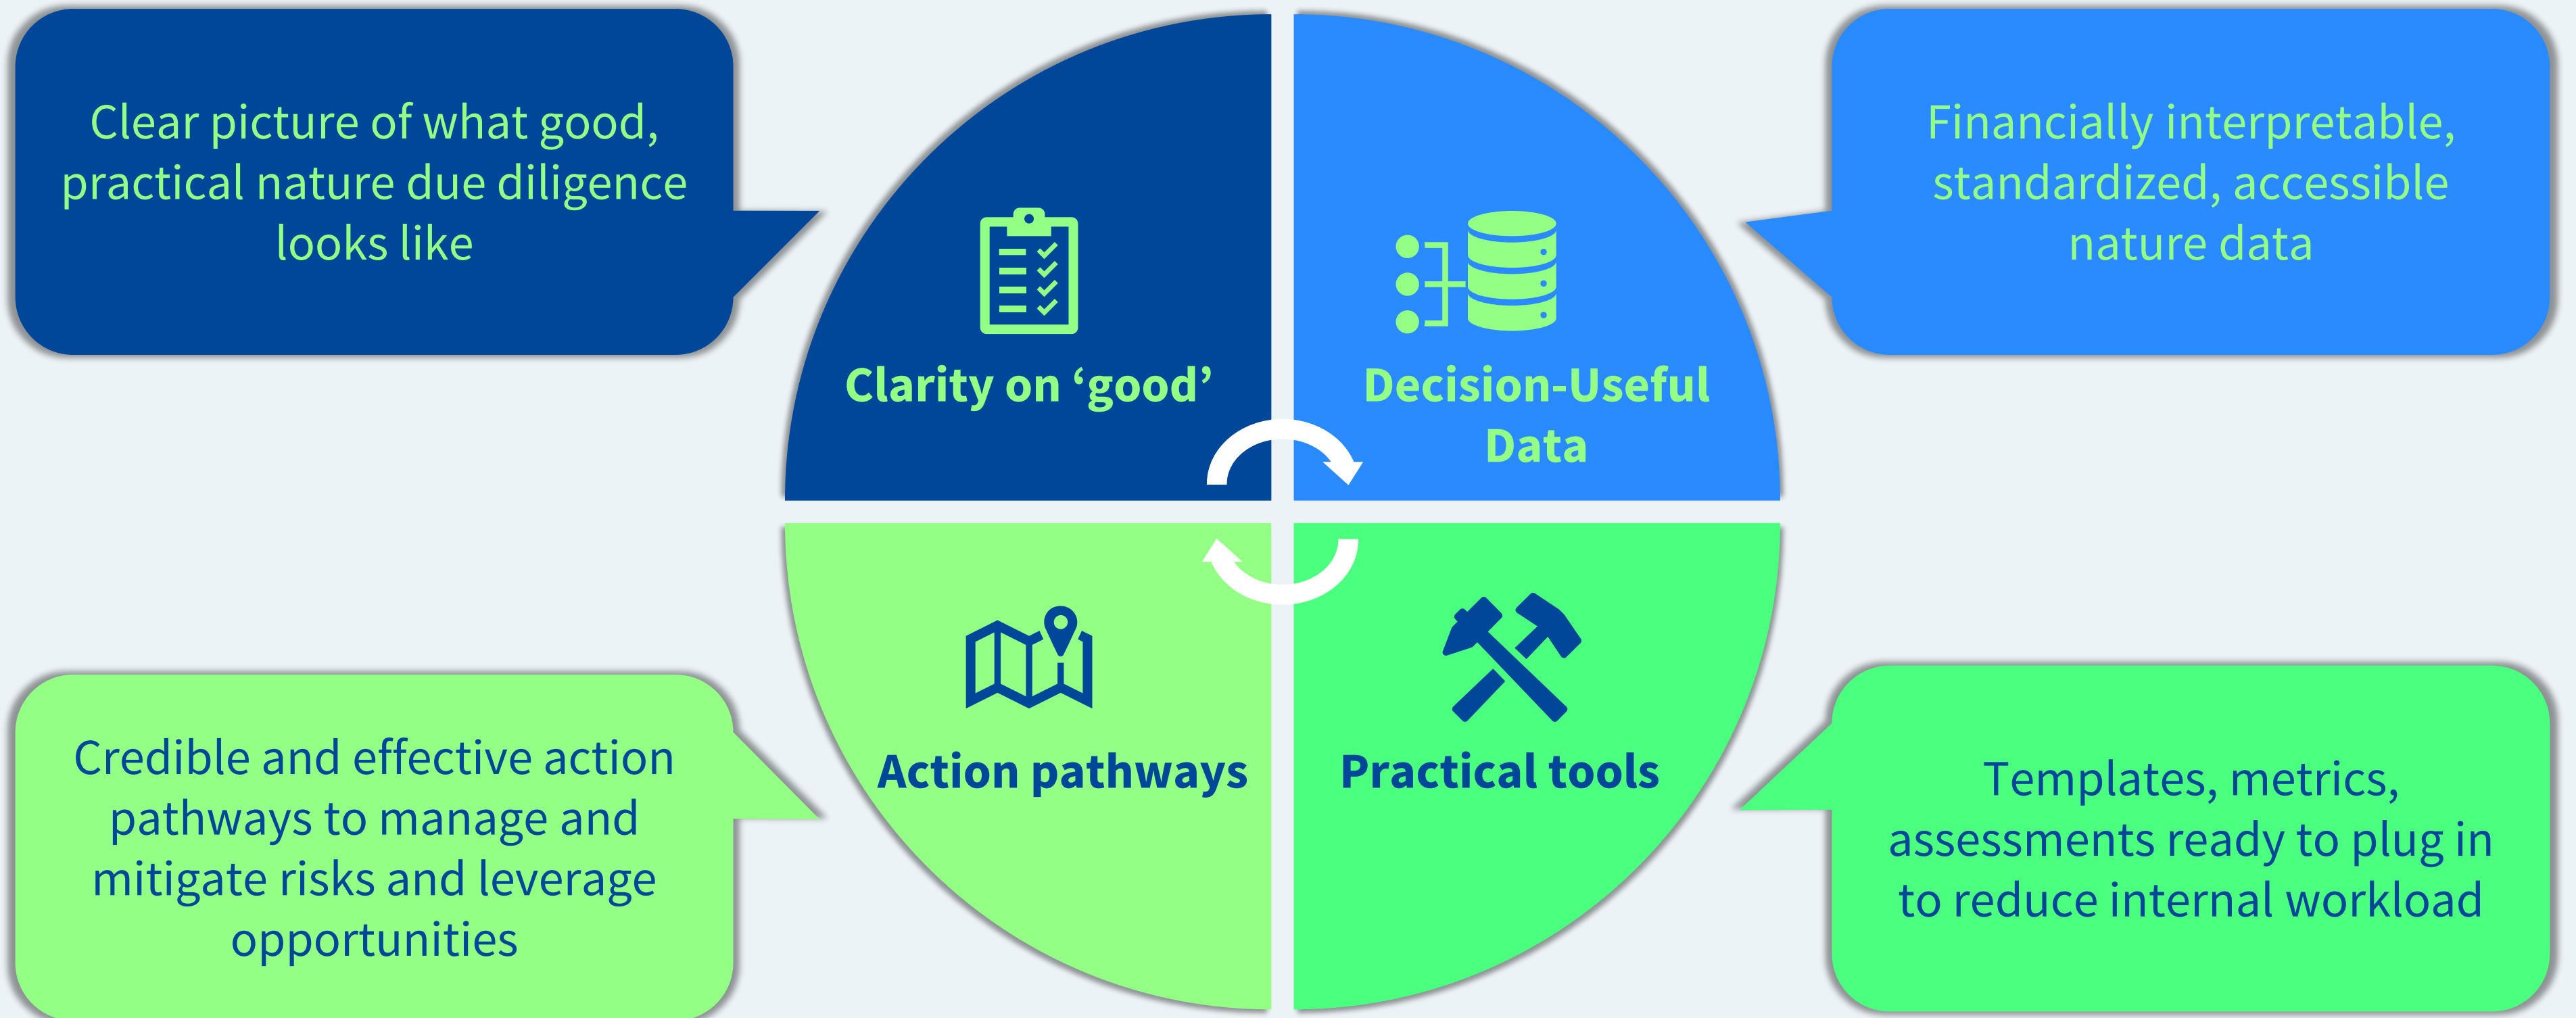 Clear picture of what good,
practical nature due diligence
looks like
Clarity on ‘good’
Decision-Useful
Data
Financially interpretable,
standardized, accessible
nature data
Credible and effective action
pathways to manage and
mitigate risks and leverage
opportunities
Action pathways
Practical tools
Templates, metrics,
assessments ready to plug in
to reduce internal workload